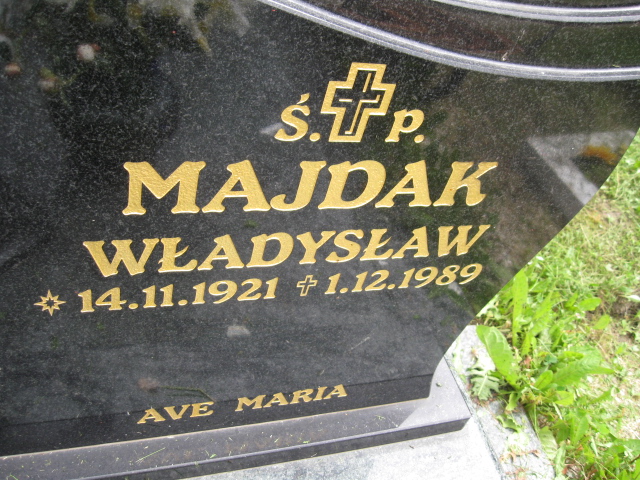 Ś. p.
MAJDAK
WŁADYSŁAW
14.11.1921 1.12.1989
AVE MARIA